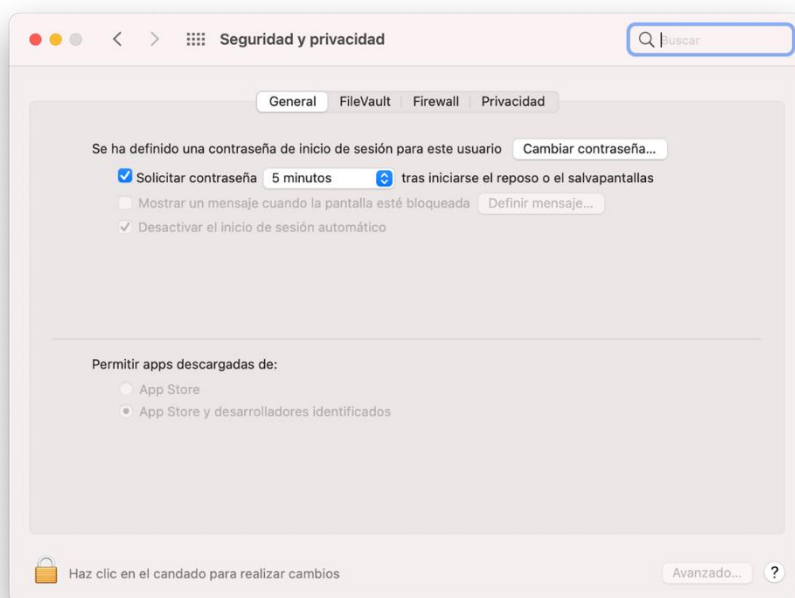 Seguridad y privacidad
Buscar
General FileVault Firewall Privacidad
Se ha definido una contraseña de inicio de sesión para este usuario Cambiar contraseña...
Solicitar contraseña 5 minutos tras iniciarse el reposo o el salvapantallas
Mostrar un mensaje cuando la pantalla esté bloqueada Definir mensaje...
Desactivar el inicio de sesión automático
Permitir apps descargadas de:
App Store
App Store y desarrolladores identificados
Haz clic en el candado para realizar cambios Avanzado... ?